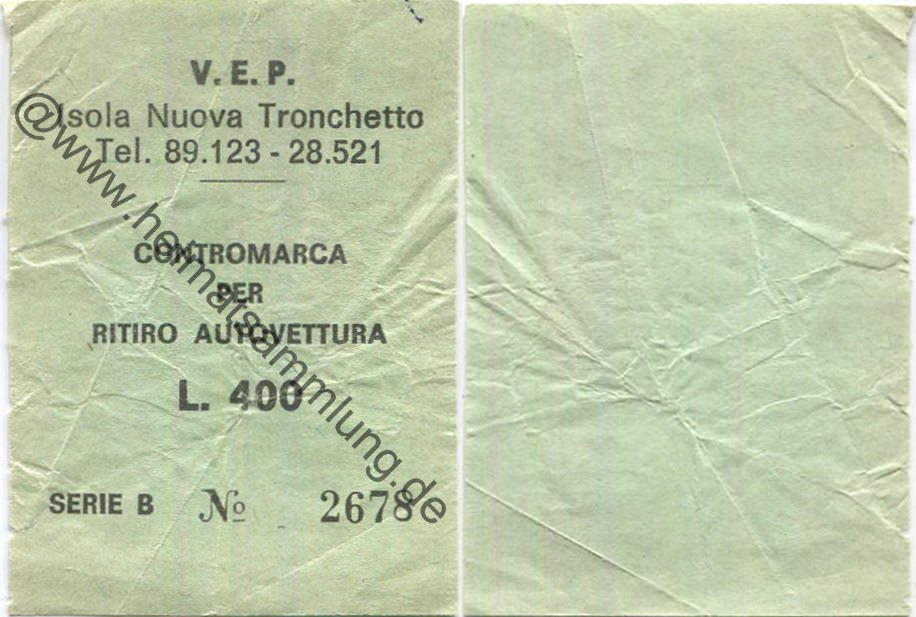 V. E. P.
Isola Nuova Tronchetto
Tel. 89.123 - 28.521
CONTROMARCA
PER
RITIRO AUTOVETTURA
L. 400
SERIE B No 2678
@www.heimatsammlung.de